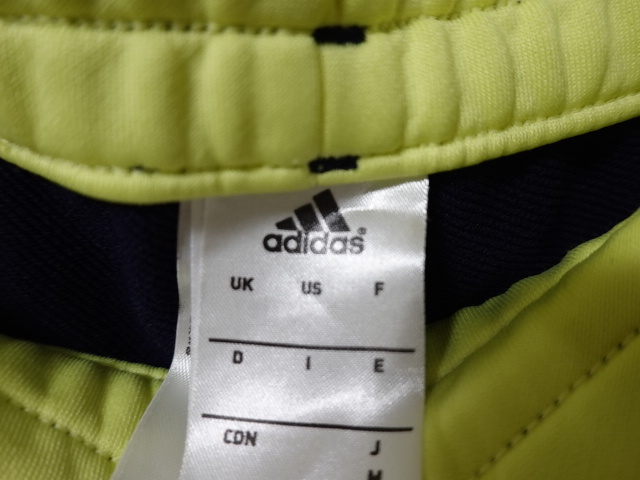 adidas
UK US F
D I E
CDN J